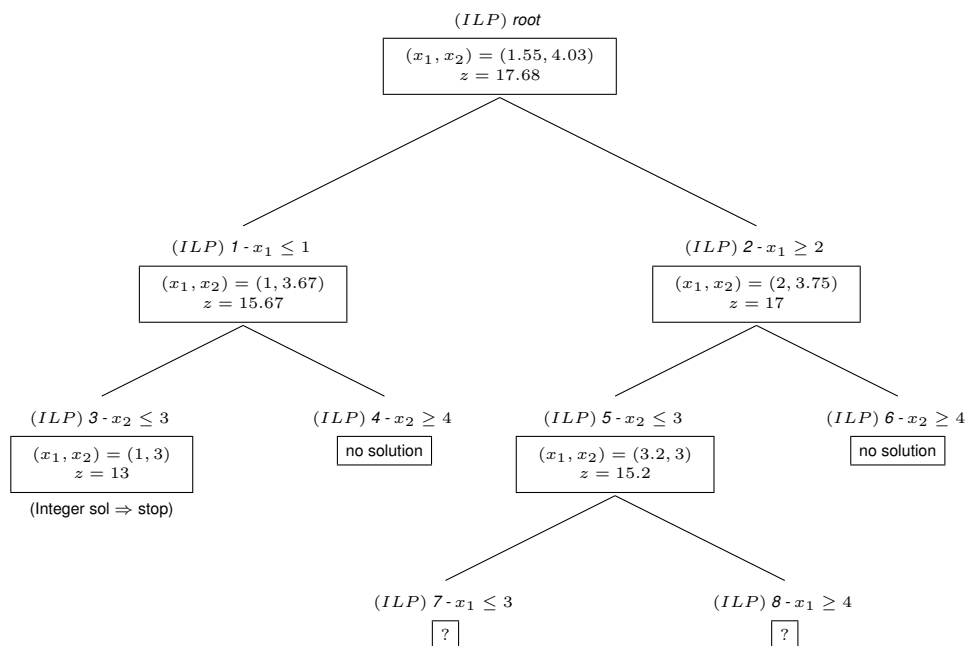 (ILP) root
(x₁, x₂) = (1.55, 4.03)
z = 17.68
(ILP) 1 - x₁ ≤ 1
(x₁, x₂) = (1, 3.67)
z = 15.67
(ILP) 2 - x₁ ≥ 2
(x₁, x₂) = (2, 3.75)
z = 17
(ILP) 3 - x₂ ≤ 3
(x₁, x₂) = (1, 3)
z = 13
(Integer sol ⇒ stop)
(ILP) 4 - x₂ ≥ 4
no solution
(ILP) 5 - x₂ ≤ 3
(x₁, x₂) = (3.2, 3)
z = 15.2
(ILP) 6 - x₂ ≥ 4
no solution
(ILP) 7 - x₁ ≤ 3
?
(ILP) 8 - x₁ ≥ 4
?